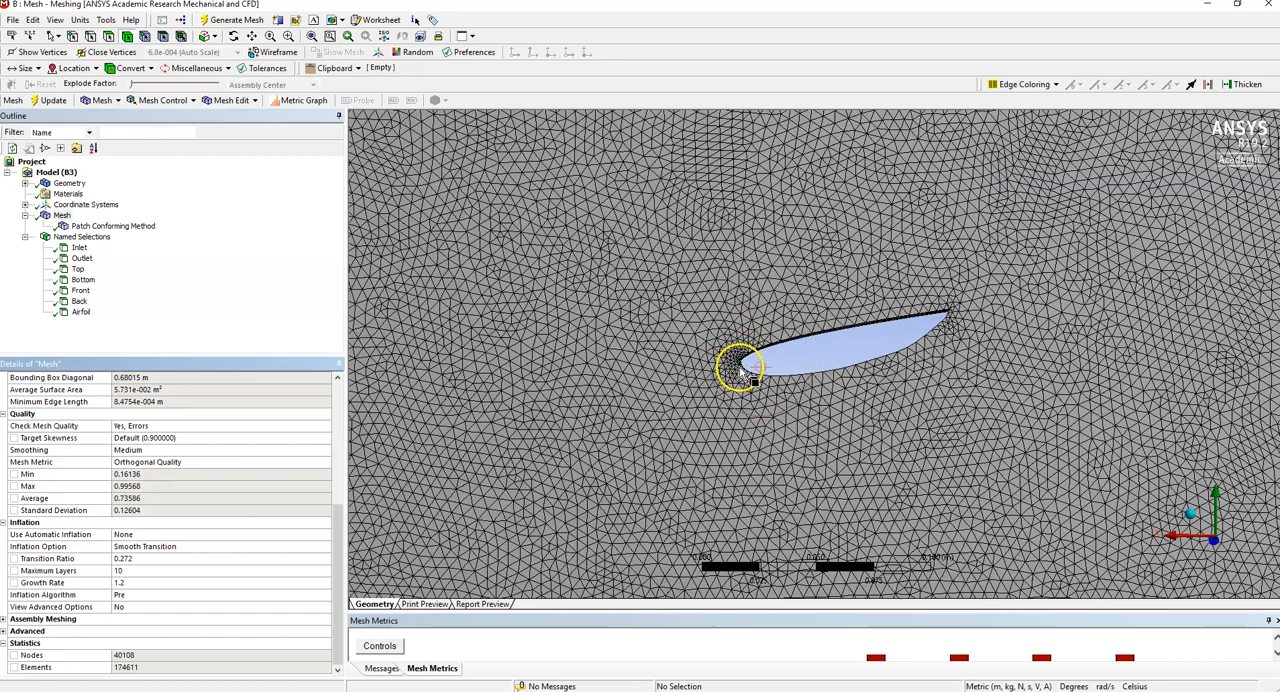 B : Mesh - Meshing [ANSYS Academic Research Mechanical and CFD]
File Edit View Units Tools Help Generate Mesh Worksheet
Show Vertices Close Vertices 6.8e-004 (Auto Scale) Wireframe Show Mesh Random Preferences
Size Location Convert Miscellaneous Tolerances Clipboard [ Empty ]
Reset Explode Factor: Assembly Center Edge Coloring Thicken
Mesh Update Mesh Mesh Control Mesh Edit Metric Graph Probe
Outline
Filter: Name
Project
Model (B3)
Geometry
Materials
Coordinate Systems
Mesh
Patch Conforming Method
Named Selections
Inlet
Outlet
Top
Bottom
Front
Back
Airfoil
ANSYS
R19.2
Academic
Details of "Mesh"
Bounding Box Diagonal 0.68015 m
Average Surface Area 5.731e-002 m²
Minimum Edge Length 8.4754e-004 m
Quality
Check Mesh Quality Yes, Errors
Target Skewness Default (0.900000)
Smoothing Medium
Mesh Metric Orthogonal Quality
Min 0.16136
Max 0.99568
Average 0.73586
Standard Deviation 0.12604
Inflation
Use Automatic Inflation None
Inflation Option Smooth Transition
Transition Ratio 0.272
Maximum Layers 10
Growth Rate 1.2
Inflation Algorithm Pre
View Advanced Options No
Assembly Meshing
Advanced
Statistics
Nodes 40108
Elements 174611
Geometry Print Preview Report Preview
Mesh Metrics
Controls
Messages Mesh Metrics
No Messages No Selection Metric (m, kg, N, s, V, A) Degrees rad/s Celsius